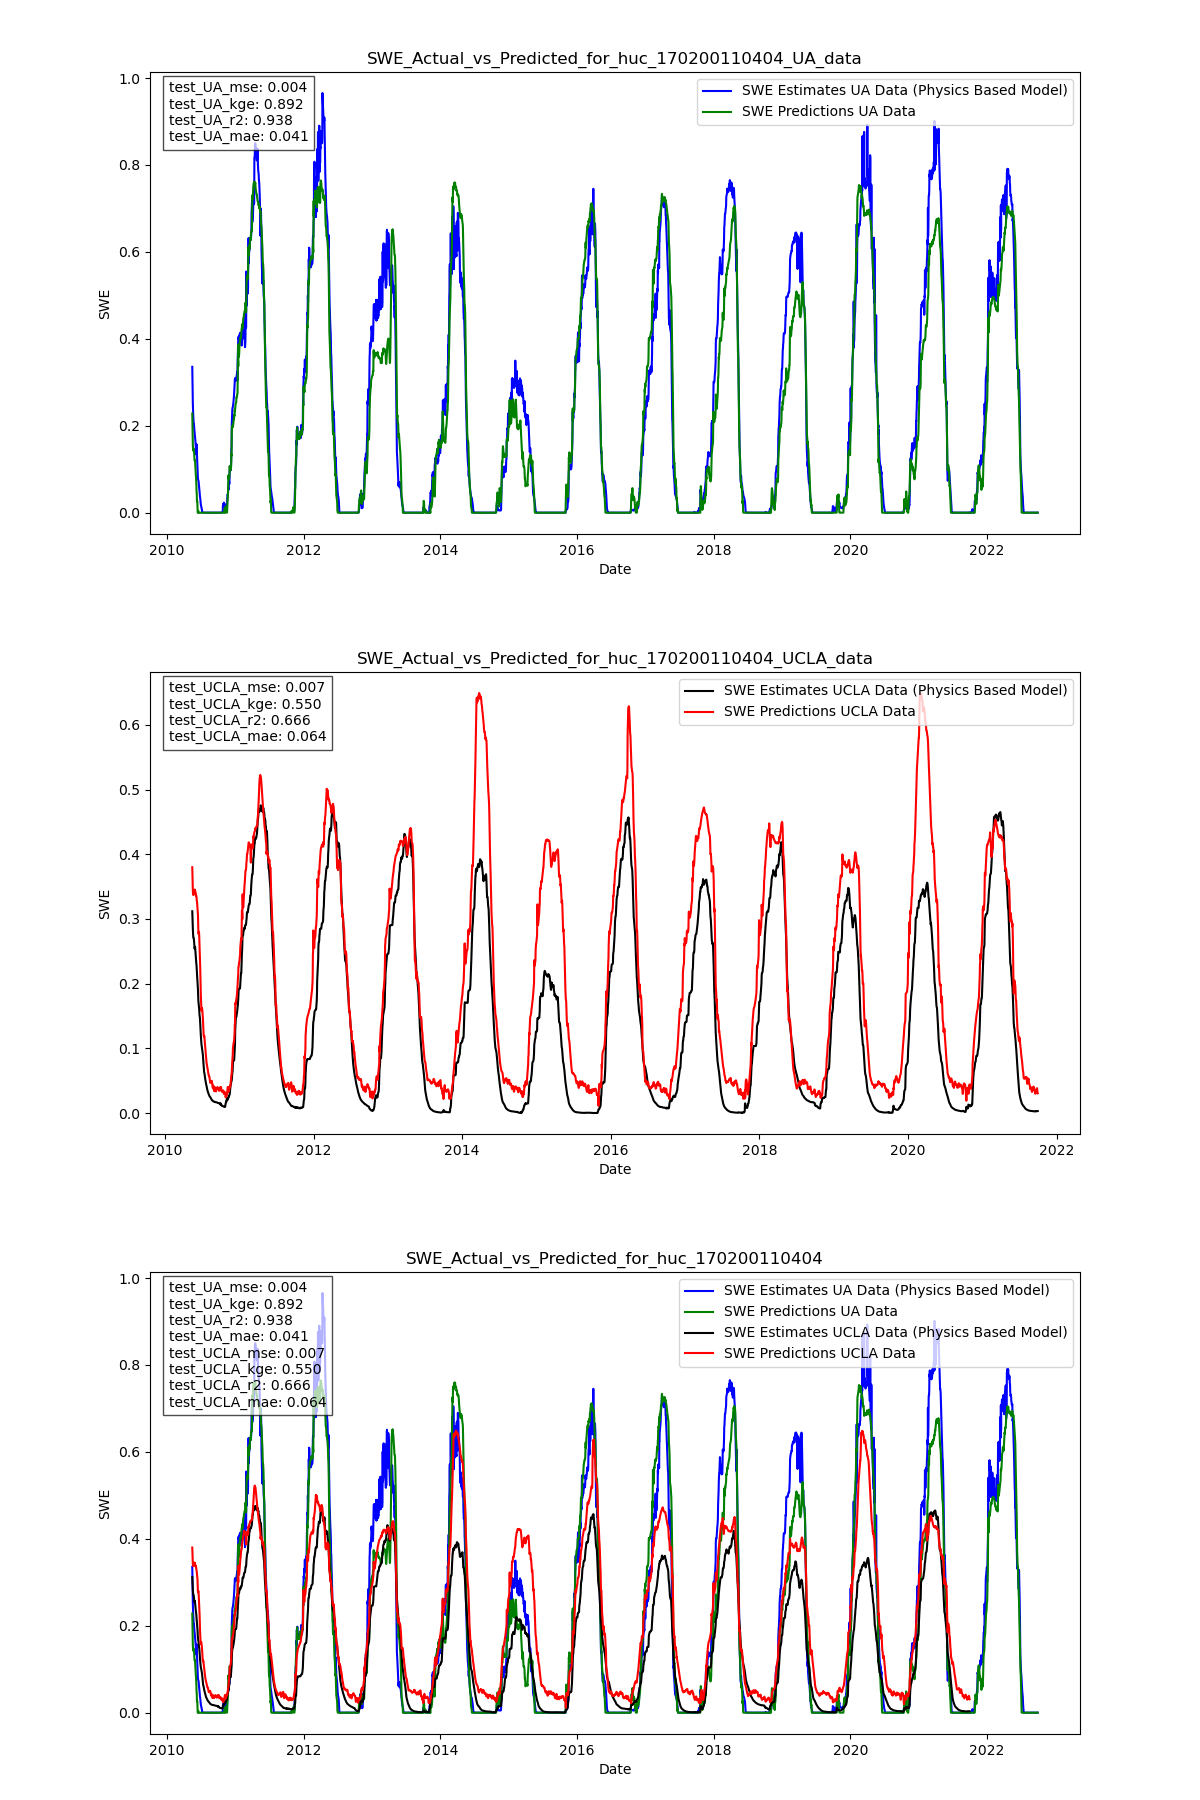 SWE_Actual_vs_Predicted_for_huc_170200110404_UA_data
test_UA_mse: 0.004
test_UA_kge: 0.892
test_UA_r2: 0.938
test_UA_mae: 0.041
SWE Estimates UA Data (Physics Based Model)
SWE Predictions UA Data
1.0
0.8
0.6
0.4
0.2
0.0
SWE
2010 2012 2014 2016 2018 2020 2022
Date
SWE_Actual_vs_Predicted_for_huc_170200110404_UCLA_data
test_UCLA_mse: 0.007
test_UCLA_kge: 0.550
test_UCLA_r2: 0.666
test_UCLA_mae: 0.064
SWE Estimates UCLA Data (Physics Based Model)
SWE Predictions UCLA Data
0.6
0.5
0.4
0.3
0.2
0.1
0.0
SWE
2010 2012 2014 2016 2018 2020 2022
Date
SWE_Actual_vs_Predicted_for_huc_170200110404
test_UA_mse: 0.004
test_UA_kge: 0.892
test_UA_r2: 0.938
test_UA_mae: 0.041
test_UCLA_mse: 0.007
test_UCLA_kge: 0.550
test_UCLA_r2: 0.666
test_UCLA_mae: 0.064
SWE Estimates UA Data (Physics Based Model)
SWE Predictions UA Data
SWE Estimates UCLA Data (Physics Based Model)
SWE Predictions UCLA Data
1.0
0.8
0.6
0.4
0.2
0.0
SWE
2010 2012 2014 2016 2018 2020 2022
Date